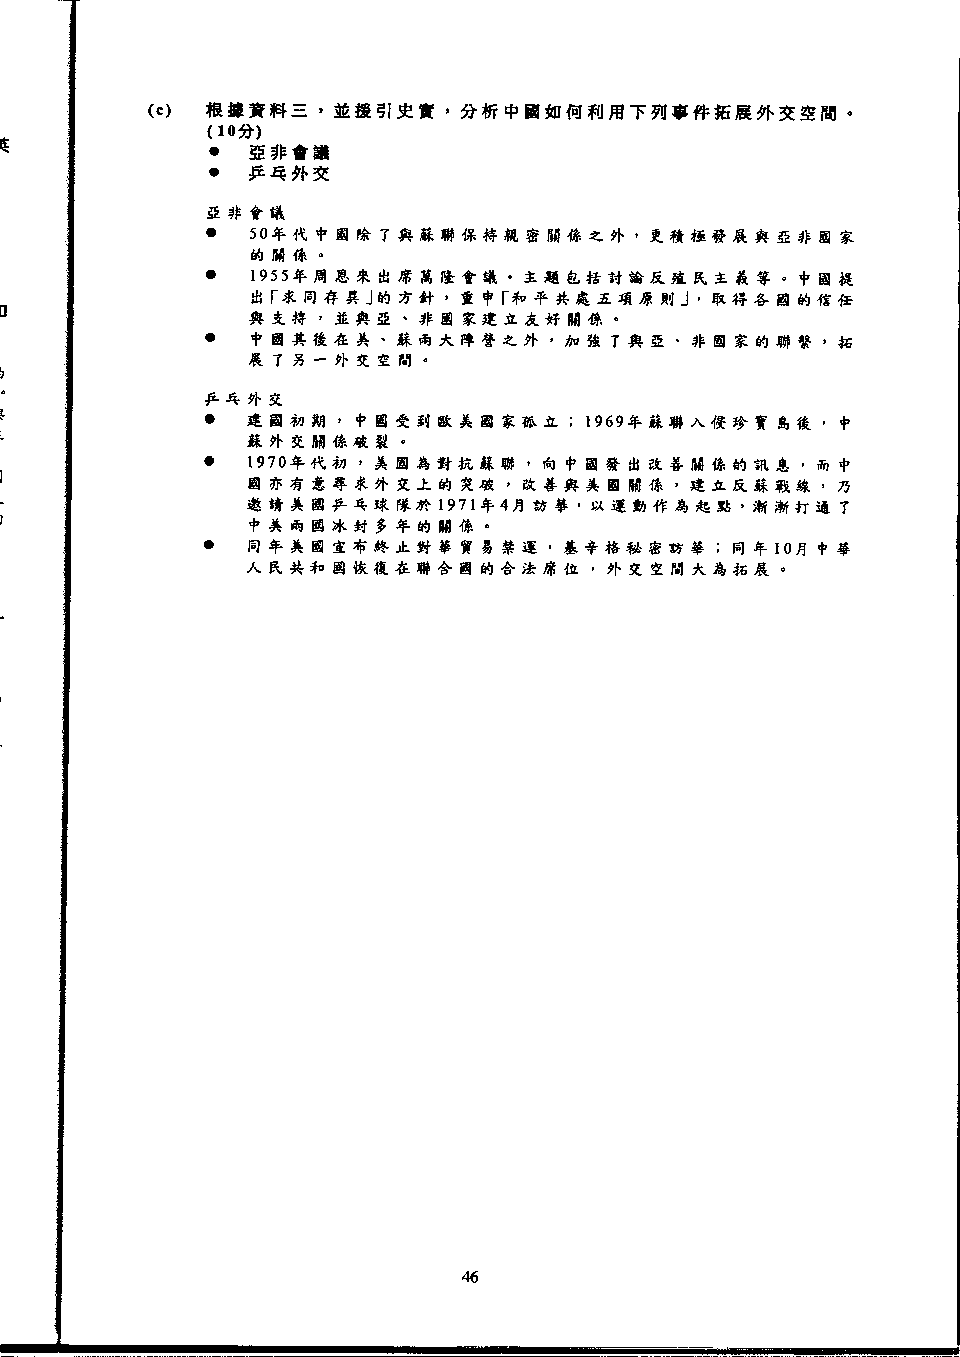 (c) 根據資料三，並援引史實，分析中國如何利用下列事件拓展外交空間。
(10分)
● 亞非會議
● 乒乓外交
亞非會議
● 50年代中國除了與蘇聯保持親密關係之外，更積極發展與亞非國家
的關係。
● 1955年周恩來出席萬隆會議。主題包括討論反殖民主義等。中國提
出「求同存異」的方針，重申「和平共處五項原則」，取得各國的信任
與支持，並與亞、非國家建立友好關係。
● 中國其後在美、蘇兩大陣營之外，加強了與亞、非國家的聯繫，拓
展了另一外交空間。
乒乓外交
● 建國初期，中國受到歐美國家孤立；1969年蘇聯入侵珍寶島後，中
蘇外交關係破裂。
● 1970年代初，美國為對抗蘇聯，向中國發出改善關係的訊息，而中
國亦有意尋求外交上的突破，改善與美國關係，建立反蘇戰線，乃
邀請美國乒乓球隊於1971年4月訪華，以運動作為起點，漸漸打通了
中美兩國冰封多年的關係。
● 同年美國宣布終止對華貿易禁運，基辛格秘密訪華；同年10月中華
人民共和國恢復在聯合國的合法席位，外交空間大為拓展。
46